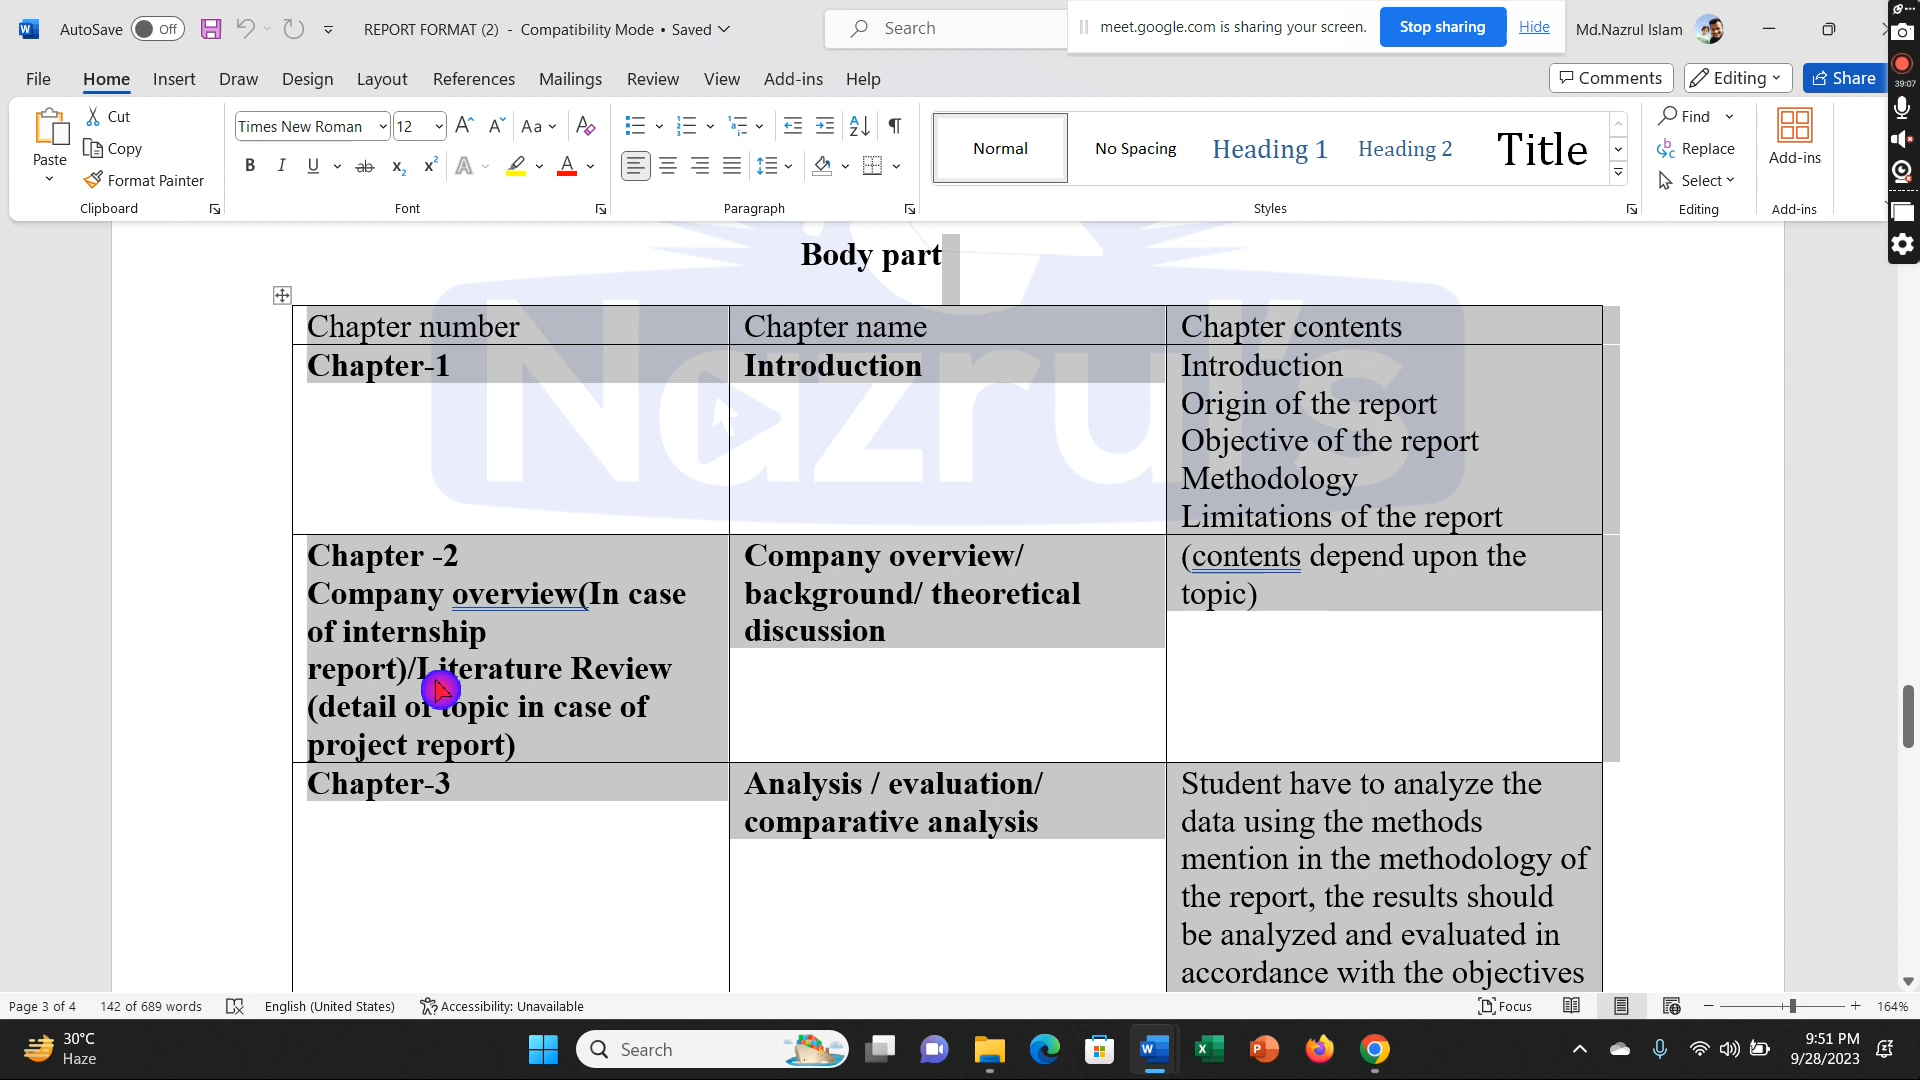 AutoSave Off REPORT FORMAT (2) - Compatibility Mode • Saved Search meet.google.com is sharing your screen. Stop sharing Hide Md.Nazrul Islam
File Home Insert Draw Design Layout References Mailings Review View Add-ins Help Comments Editing Share
39:07
Paste Cut Copy Format Painter
Clipboard
Times New Roman 12
Font
Paragraph
Normal No Spacing Heading 1 Heading 2 Title
Styles
Find Replace Select
Editing
Add-ins
Add-ins
Nazrul's
Body part
Chapter number Chapter name Chapter contents
Chapter-1 Introduction Introduction
Origin of the report
Objective of the report
Methodology
Limitations of the report
Chapter -2
Company overview(In case
of internship
report)/Literature Review
(detail of topic in case of
project report)
Company overview/
background/ theoretical
discussion
(contents depend upon the
topic)
Chapter-3
Analysis / evaluation/
comparative analysis
Student have to analyze the
data using the methods
mention in the methodology of
the report, the results should
be analyzed and evaluated in
accordance with the objectives
Page 3 of 4 142 of 689 words English (United States) Accessibility: Unavailable Focus 164%
30°C
Haze
Search
9:51 PM
9/28/2023